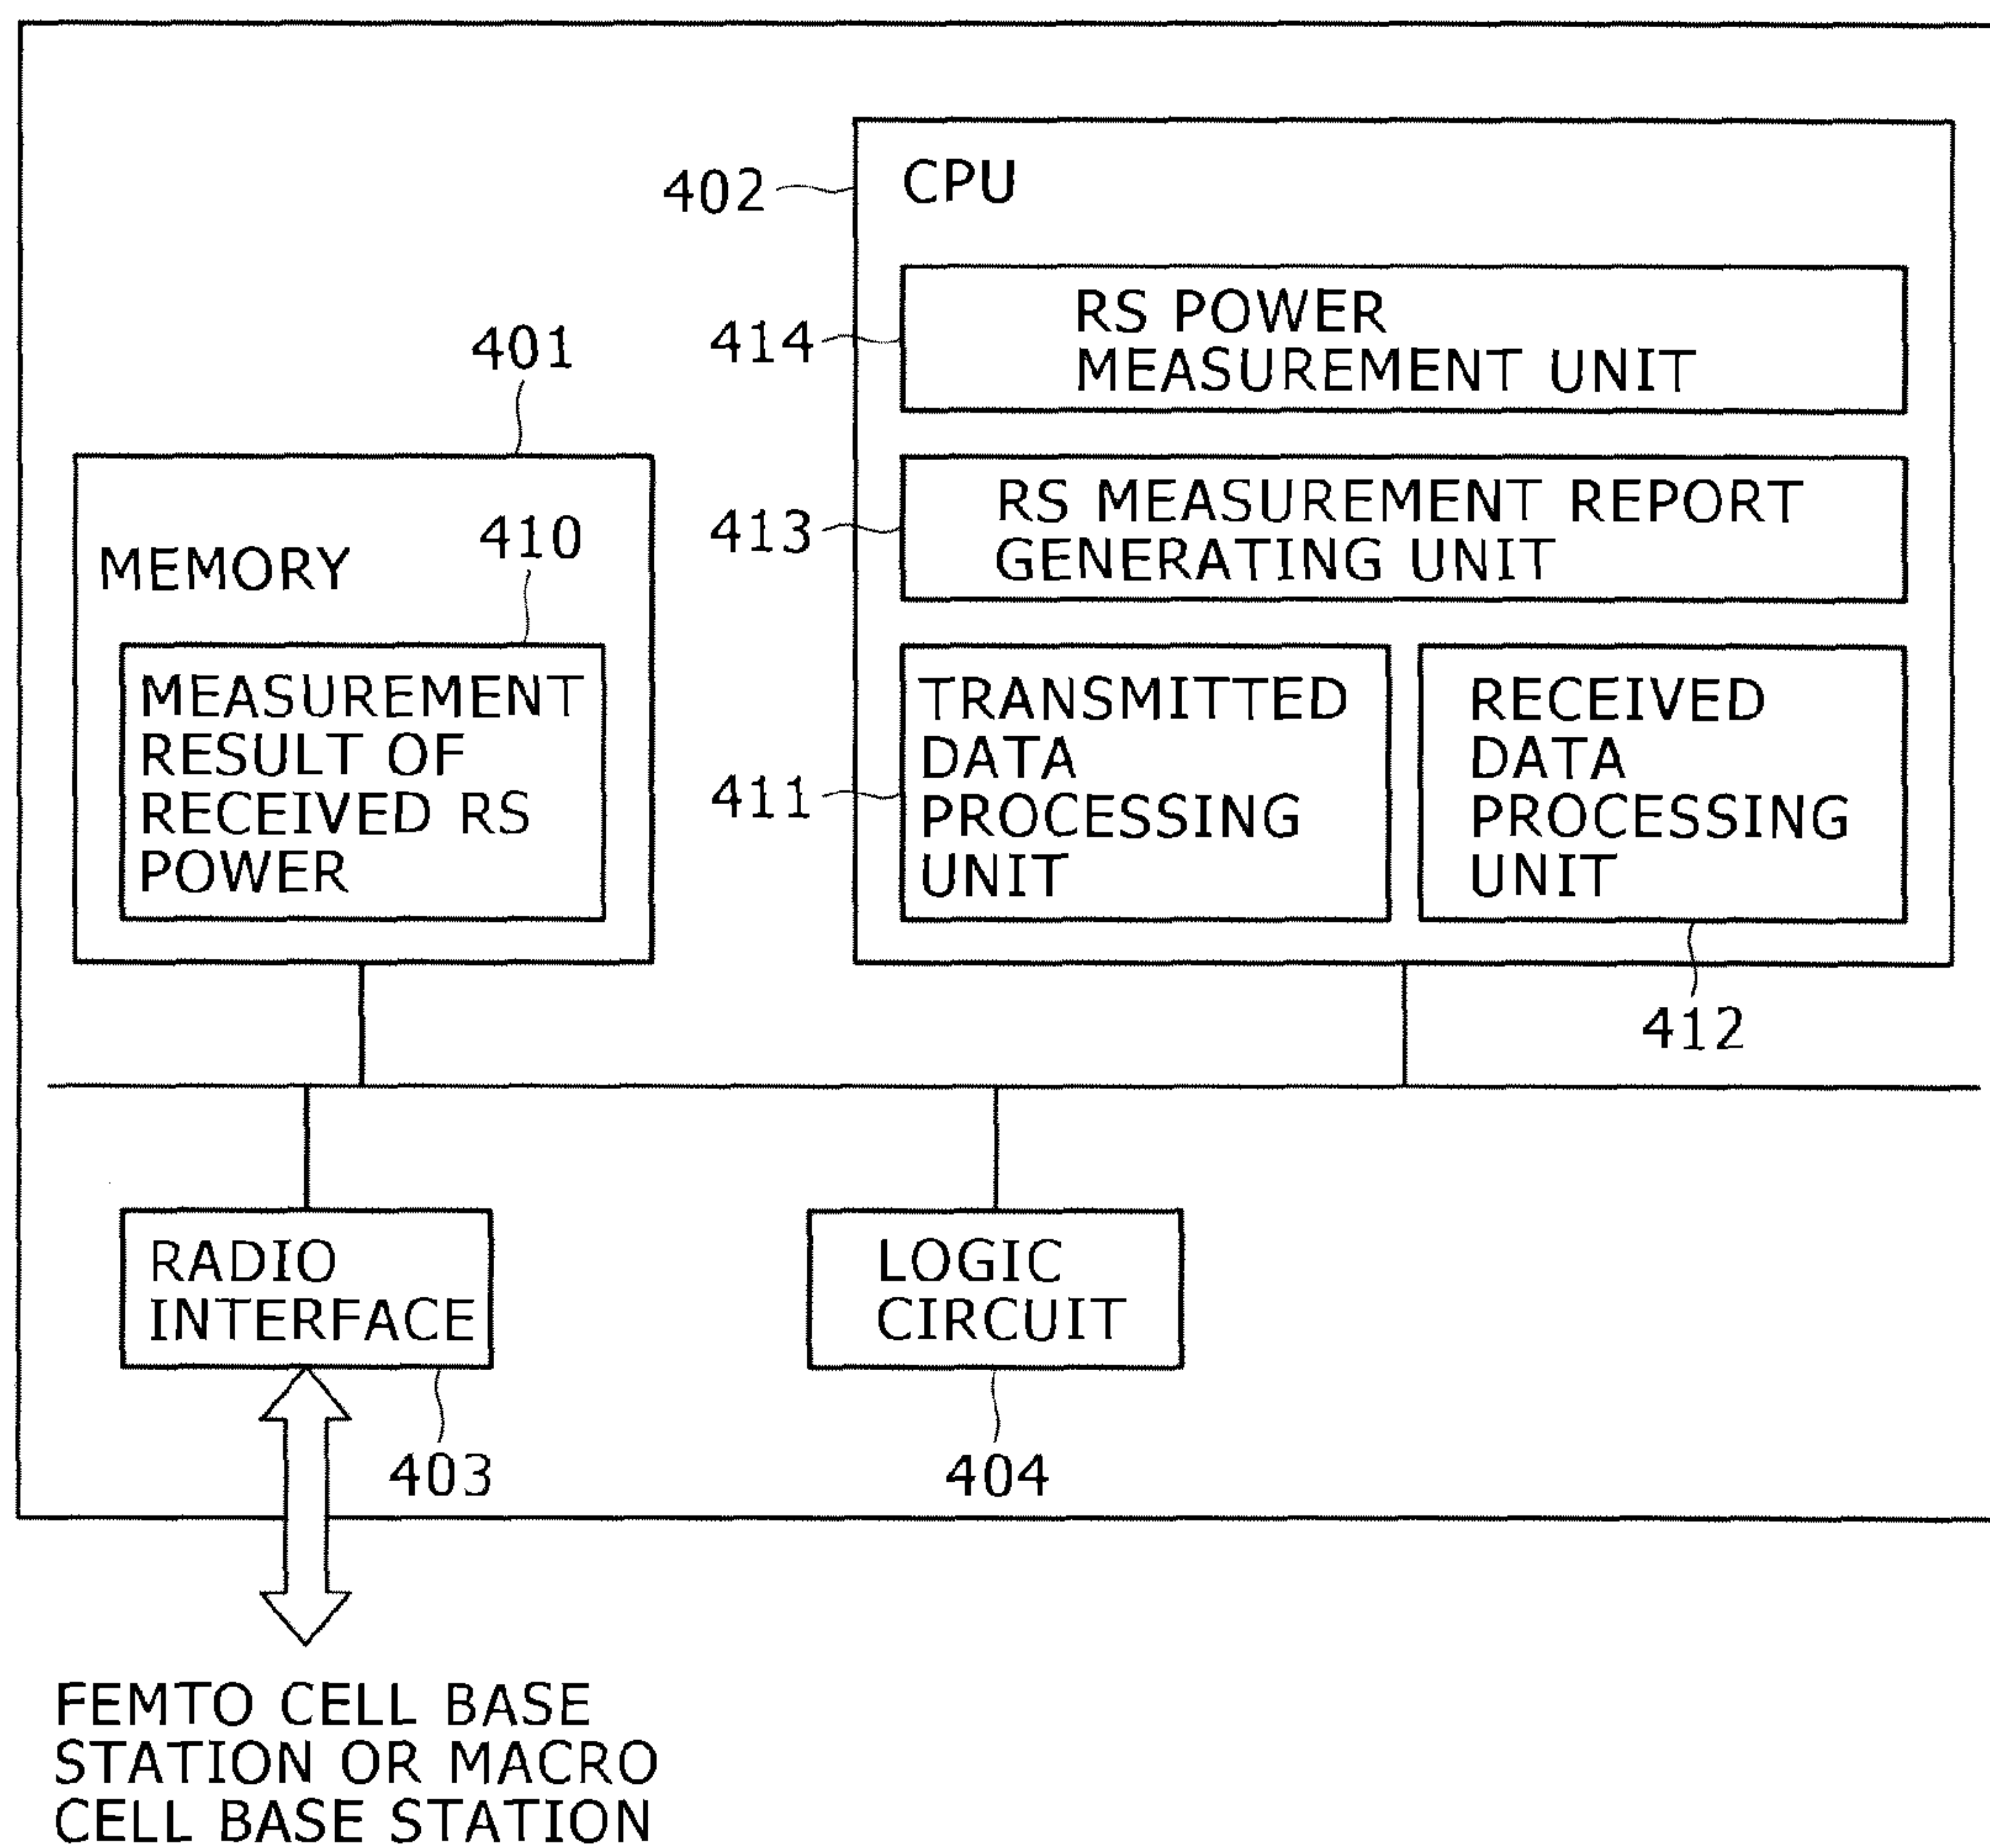 402
CPU
414
RS POWER
MEASUREMENT UNIT
401
413
RS MEASUREMENT REPORT
GENERATING UNIT
MEMORY
410
MEASUREMENT
RESULT OF
RECEIVED RS
POWER
411
TRANSMITTED
DATA
PROCESSING
UNIT
RECEIVED
DATA
PROCESSING
UNIT
412
RADIO
INTERFACE
403
LOGIC
CIRCUIT
404
FEMTO CELL BASE
STATION OR MACRO
CELL BASE STATION